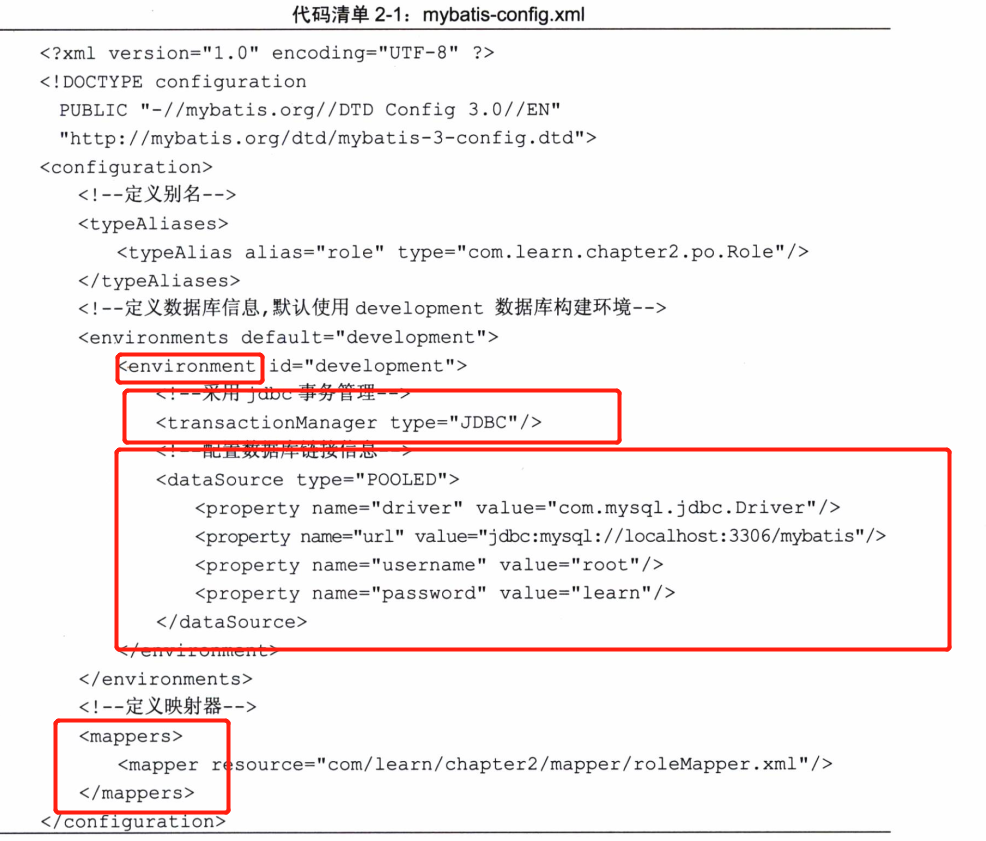 代码清单 2-1：mybatis-config.xml
<?xml version="1.0" encoding="UTF-8" ?>
<!DOCTYPE configuration
PUBLIC "-//mybatis.org//DTD Config 3.0//EN"
"http://mybatis.org/dtd/mybatis-3-config.dtd">
<configuration>
<!--定义别名-->
<typeAliases>
<typeAlias alias="role" type="com.learn.chapter2.po.Role"/>
</typeAliases>
<!--定义数据库信息,默认使用 development 数据库构建环境-->
<environments default="development">
<environment id="development">
<!--采用 jdbc 事务管理-->
<transactionManager type="JDBC"/>
<!--配置数据库链接信息-->
<dataSource type="POOLED">
<property name="driver" value="com.mysql.jdbc.Driver"/>
<property name="url" value="jdbc:mysql://localhost:3306/mybatis"/>
<property name="username" value="root"/>
<property name="password" value="learn"/>
</dataSource>
</environment>
</environments>
<!--定义映射器-->
<mappers>
<mapper resource="com/learn/chapter2/mapper/roleMapper.xml"/>
</mappers>
</configuration>